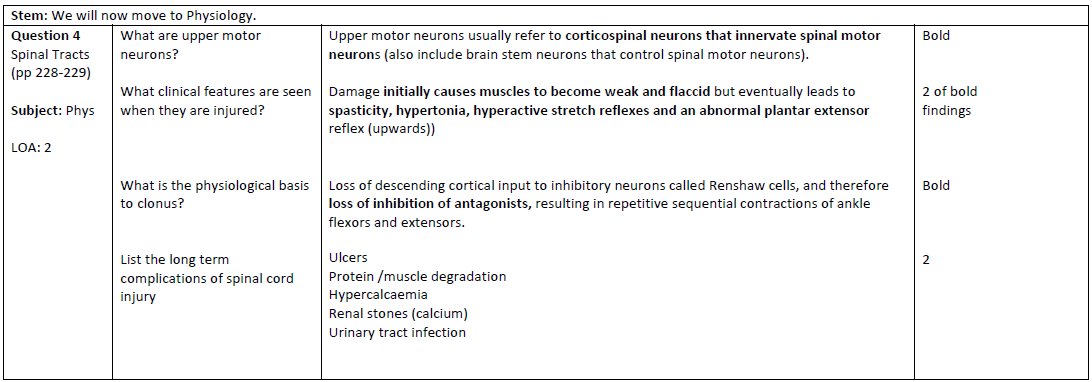 Stem: We will now move to Physiology.
Question 4
Spinal Tracts
(pp 228-229)
Subject: Phys
LOA: 2
What are upper motor
neurons?
Upper motor neurons usually refer to corticospinal neurons that innervate spinal motor
neurons (also include brain stem neurons that control spinal motor neurons).
Bold
What clinical features are seen
when they are injured?
Damage initially causes muscles to become weak and flaccid but eventually leads to
spasticity, hypertonia, hyperactive stretch reflexes and an abnormal plantar extensor
reflex (upwards))
2 of bold
findings
What is the physiological basis
to clonus?
Loss of descending cortical input to inhibitory neurons called Renshaw cells, and therefore
loss of inhibition of antagonists, resulting in repetitive sequential contractions of ankle
flexors and extensors.
Bold
List the long term
complications of spinal cord
injury
Ulcers
Protein /muscle degradation
Hypercalcaemia
Renal stones (calcium)
Urinary tract infection
2